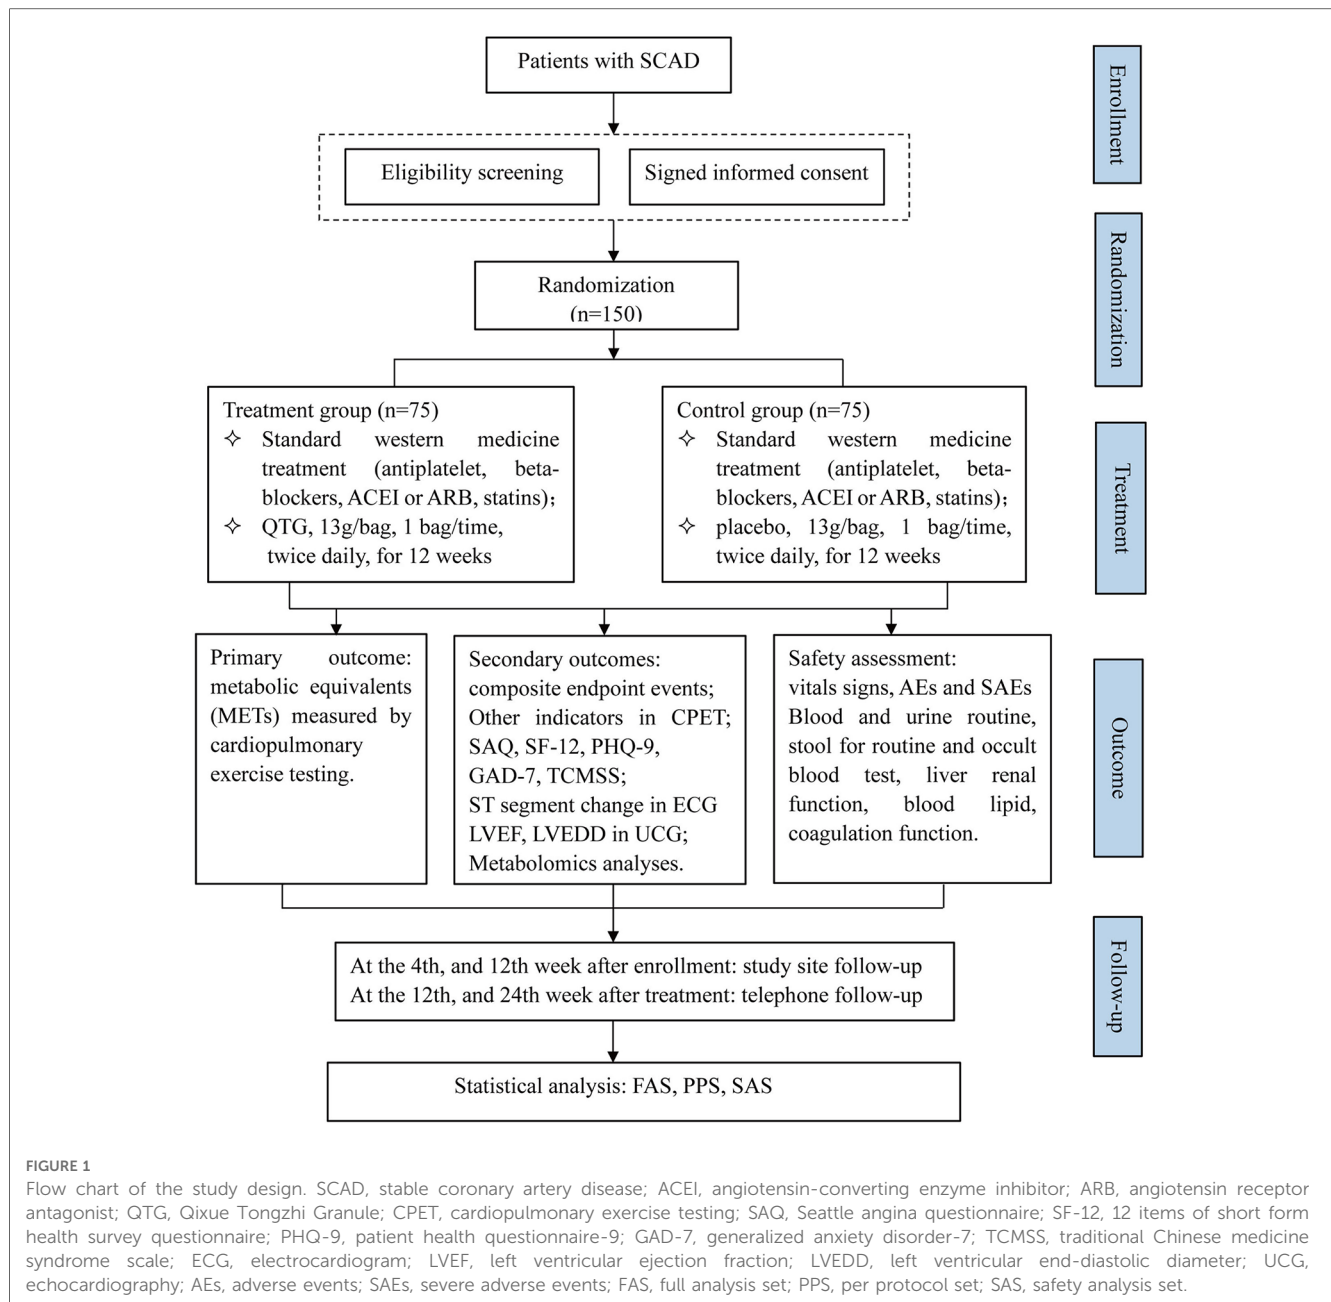 Patients with SCAD
Enrollment
Eligibility screening
Signed informed consent
Randomization
Randomization
(n=150)
Treatment group (n=75)
✧ Standard western medicine
treatment (antiplatelet, beta-
blockers, ACEI or ARB, statins);
✧ QTG, 13g/bag, 1 bag/time,
twice daily, for 12 weeks
Control group (n=75)
✧ Standard western medicine
treatment (antiplatelet, beta-
blockers, ACEI or ARB, statins);
✧ placebo, 13g/bag, 1 bag/time,
twice daily, for 12 weeks
Treatment
Primary outcome:
metabolic equivalents
(METs) measured by
cardiopulmonary
exercise testing.
Secondary outcomes:
composite endpoint events;
Other indicators in CPET;
SAQ, SF-12, PHQ-9,
GAD-7, TCMSS;
ST segment change in ECG
LVEF, LVEDD in UCG;
Metabolomics analyses.
Safety assessment:
vitals signs, AEs and SAEs
Blood and urine routine,
stool for routine and occult
blood test, liver renal
function, blood lipid,
coagulation function.
Outcome
At the 4th, and 12th week after enrollment: study site follow-up
At the 12th, and 24th week after treatment: telephone follow-up
Follow-up
Statistical analysis: FAS, PPS, SAS
FIGURE 1
Flow chart of the study design. SCAD, stable coronary artery disease; ACEI, angiotensin-converting enzyme inhibitor; ARB, angiotensin receptor
antagonist; QTG, Qixue Tongzhi Granule; CPET, cardiopulmonary exercise testing; SAQ, Seattle angina questionnaire; SF-12, 12 items of short form
health survey questionnaire; PHQ-9, patient health questionnaire-9; GAD-7, generalized anxiety disorder-7; TCMSS, traditional Chinese medicine
syndrome scale; ECG, electrocardiogram; LVEF, left ventricular ejection fraction; LVEDD, left ventricular end-diastolic diameter; UCG,
echocardiography; AEs, adverse events; SAEs, severe adverse events; FAS, full analysis set; PPS, per protocol set; SAS, safety analysis set.